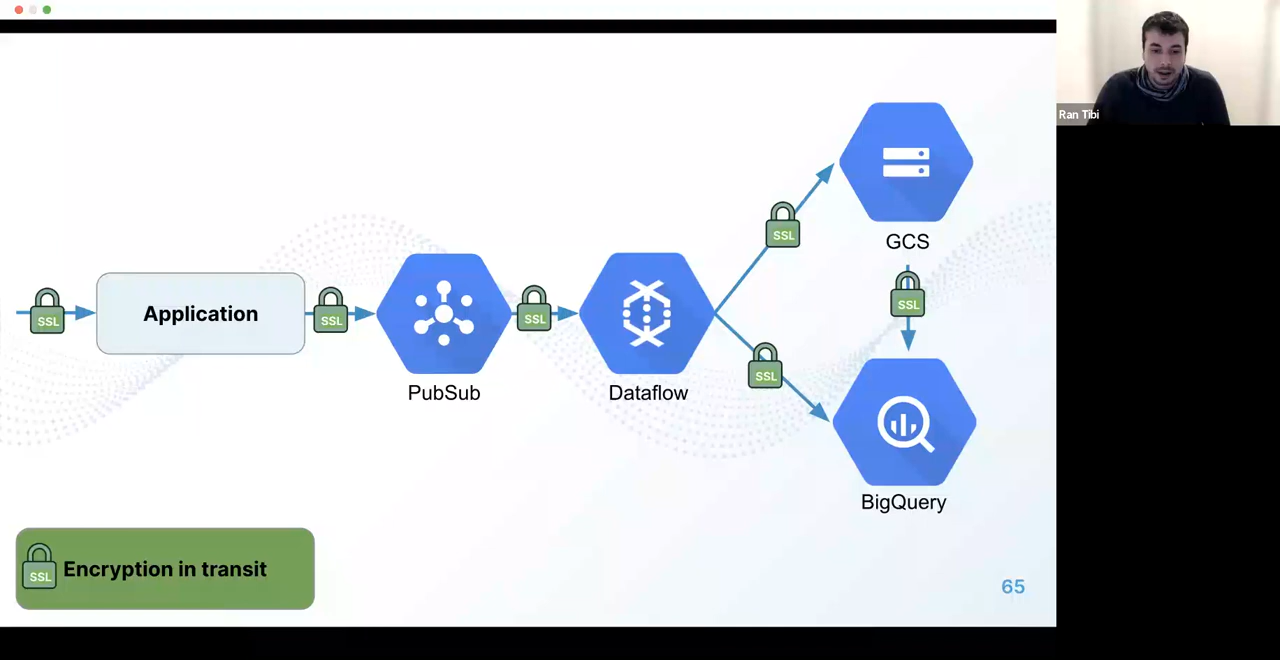 Ran Tibi
SSL
GCS
SSL
SSL
SSL
SSL
Application
PubSub
Dataflow
SSL
BigQuery
SSL
Encryption in transit
65